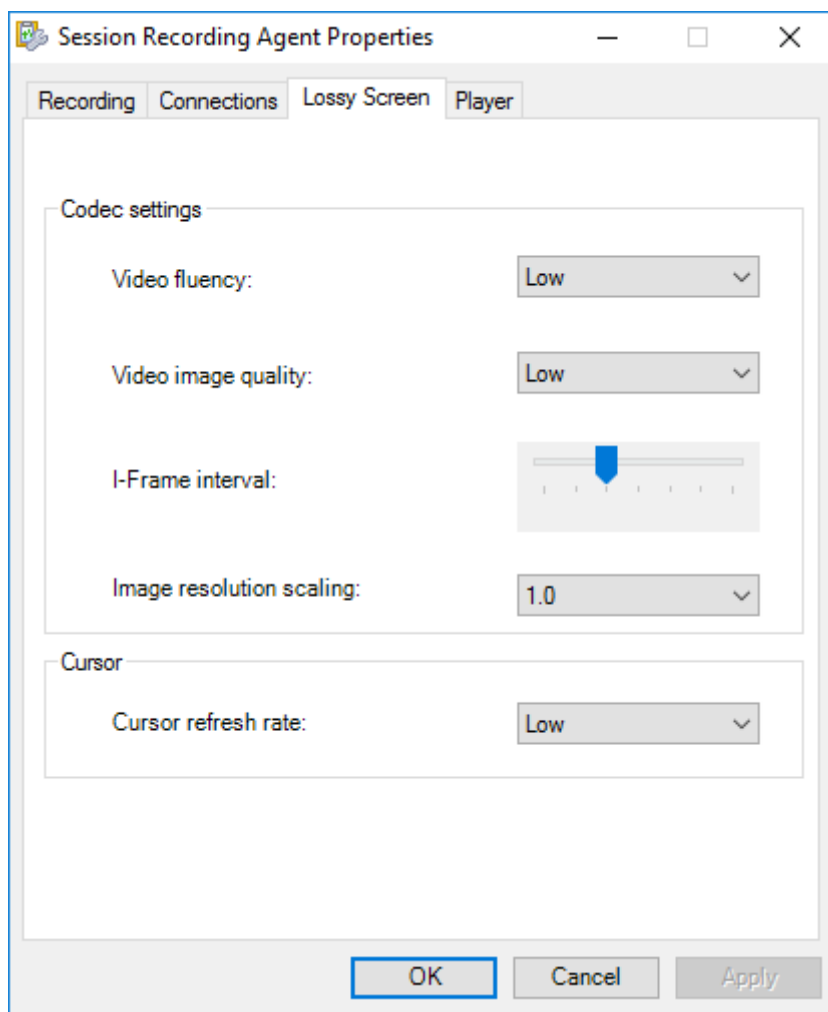 Session Recording Agent Properties
Recording Connections Lossy Screen Player
Codec settings
Video fluency: Low
Video image quality: Low
I-Frame interval:
Image resolution scaling: 1.0
Cursor
Cursor refresh rate: Low
OK Cancel Apply